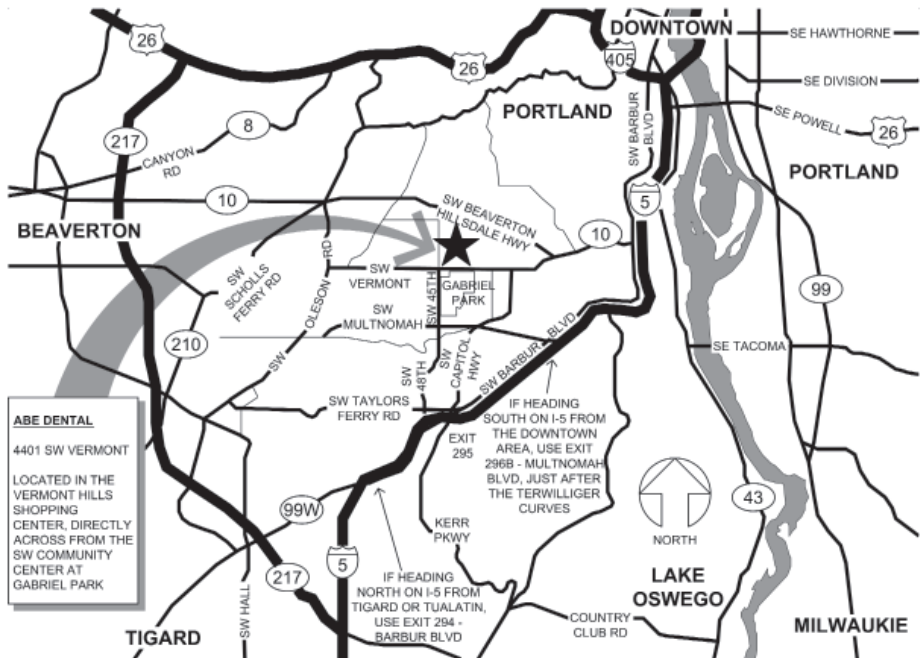 DOWNTOWN
26
26
405
SE HAWTHORNE
SE DIVISION
SE POWELL
26
PORTLAND
SW BARBUR
BLVD
PORTLAND
217
8
CANYON
RD
10
SW BEAVERTON
HILLSDALE HWY
10
5
BEAVERTON
SW
SCHOLLS
FERRY RD
SW OLESON RD
SW
VERMONT
SW 45TH
GABRIEL
PARK
99
210
SW
MULTNOMAH
SW
CAPITOL
HWY
SW BARBUR BLVD
SE TACOMA
SW
48TH
SW TAYLORS
FERRY RD
EXIT
295
IF HEADING
SOUTH ON I-5 FROM
THE DOWNTOWN
AREA, USE EXIT
296B - MULTNOMAH
BLVD, JUST AFTER
THE TERWILLIGER
CURVES
ABE DENTAL
4401 SW VERMONT
LOCATED IN THE
VERMONT HILLS
SHOPPING
CENTER, DIRECTLY
ACROSS FROM THE
SW COMMUNITY
CENTER AT
GABRIEL PARK
99W
43
NORTH
KERR
PKWY
5
217
IF HEADING
NORTH ON I-5 FROM
TIGARD OR TUALATIN,
USE EXIT 294 -
BARBUR BLVD
SW HALL
LAKE
OSWEGO
COUNTRY
CLUB RD
TIGARD
MILWAUKIE